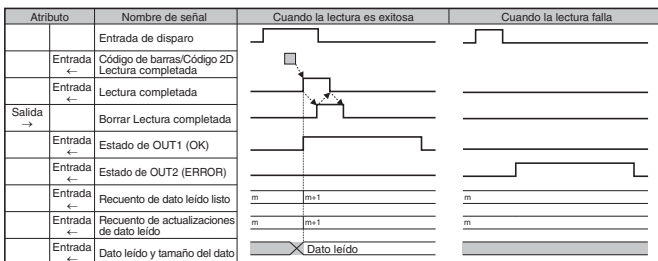 Atributo Nombre de señal Cuando la lectura es exitosa Cuando la lectura falla
Entrada de disparo
Entrada ← Código de barras/Código 2D
Lectura completada
Entrada ← Lectura completada
Salida → Borrar Lectura completada
Entrada ← Estado de OUT1 (OK)
Entrada ← Estado de OUT2 (ERROR)
Entrada ← Recuento de dato leído listo m m+1 m
Entrada ← Recuento de actualizaciones
de dato leído m m+1 m
Entrada ← Dato leído y tamaño del dato Dato leído